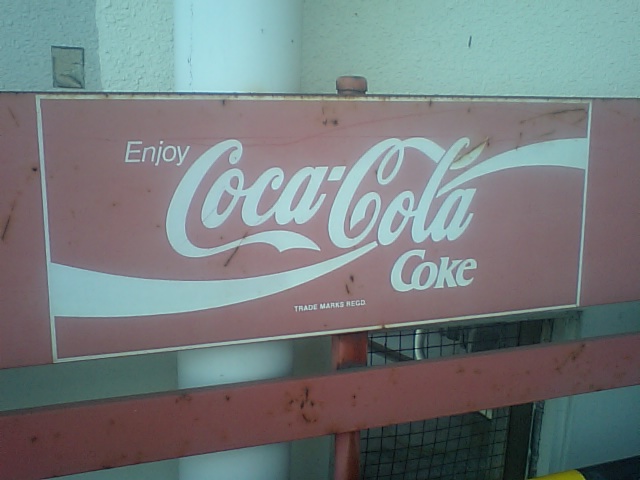 Enjoy
Coca-Cola
Coke
TRADE MARKS REGD